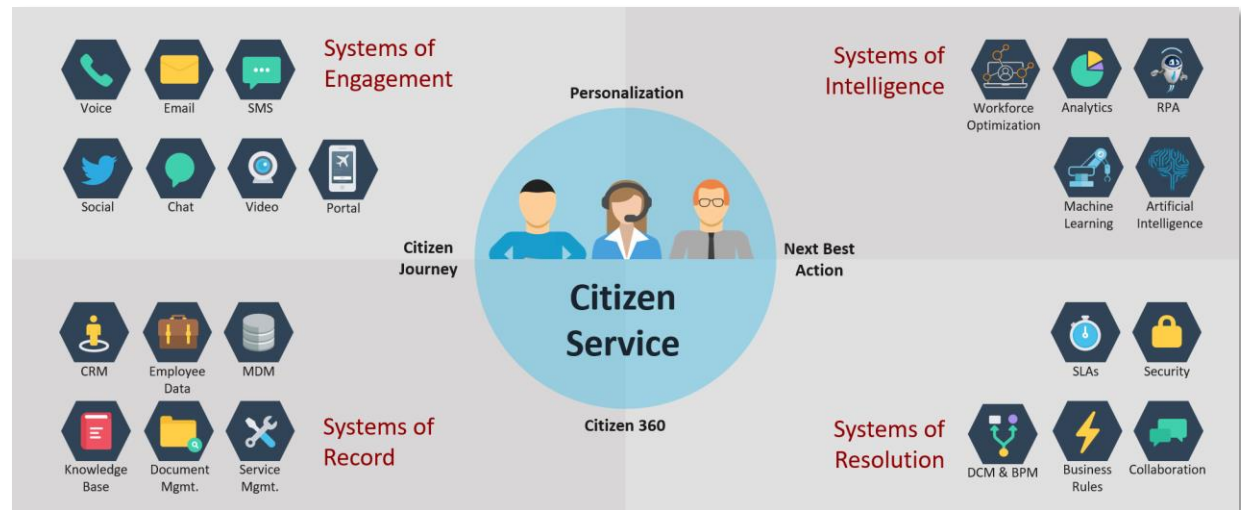 Systems of
Engagement
Voice
Email
SMS
Social
Chat
Video
Portal
Systems of
Intelligence
Workforce
Optimization
Analytics
RPA
Machine
Learning
Artificial
Intelligence
Personalization
Citizen
Journey
Next Best
Action
Citizen
Service
Citizen 360
CRM
Employee
Data
MDM
Knowledge
Base
Document
Mgmt.
Service
Mgmt.
Systems of
Record
Systems of
Resolution
SLAs
Security
DCM & BPM
Business
Rules
Collaboration